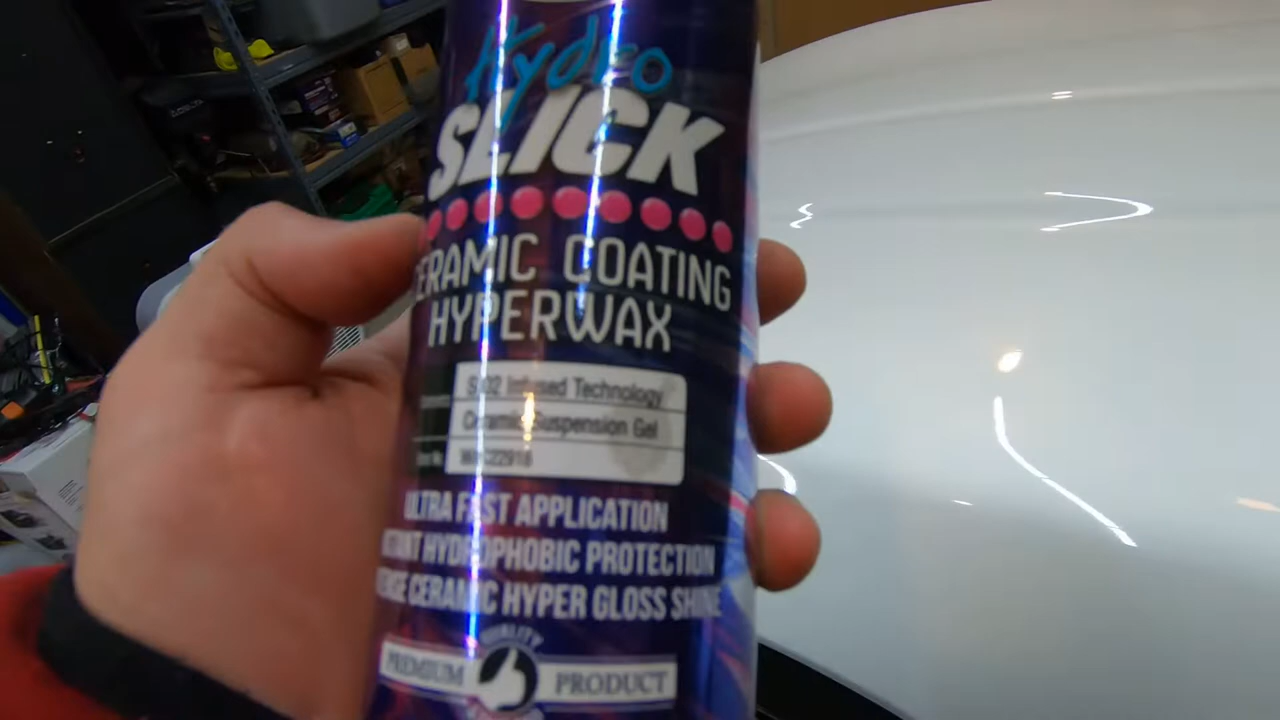 Hydro
SLICK
CERAMIC COATING
HYPERWAX
SiO2 Infused Technology
Ceramic Suspension Gel
ULTRA FAST APPLICATION
HYDROPHOBIC PROTECTION
CERAMIC HYPER GLOSS SHINE
QUALITY
PREMIUM PRODUCT